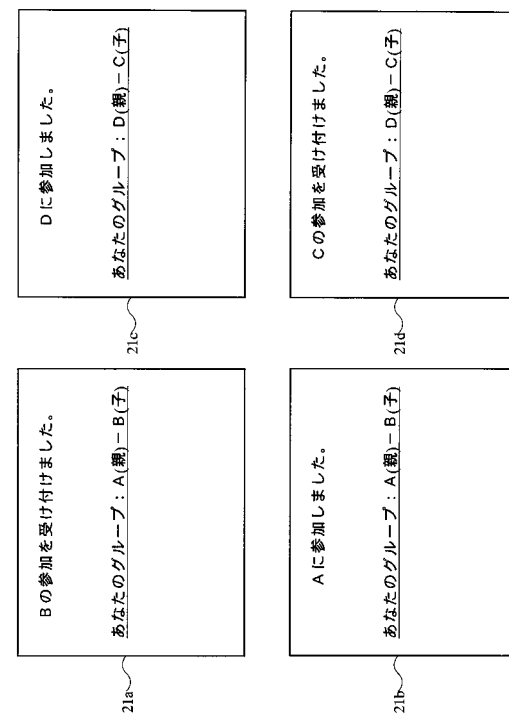 Bの参加を受け付けました。
あなたのグループ：A(親)－B(子)
21a
Dに参加しました。
あなたのグループ：D(親)－C(子)
21c
Aに参加しました。
あなたのグループ：A(親)－B(子)
21b
Cの参加を受け付けました。
あなたのグループ：D(親)－C(子)
21d